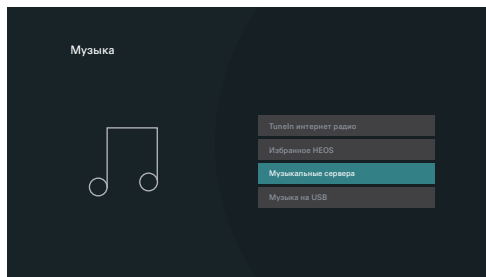 Музыка
TuneIn интернет радио
Избранное HEOS
Музыкальные сервера
Музыка на USB